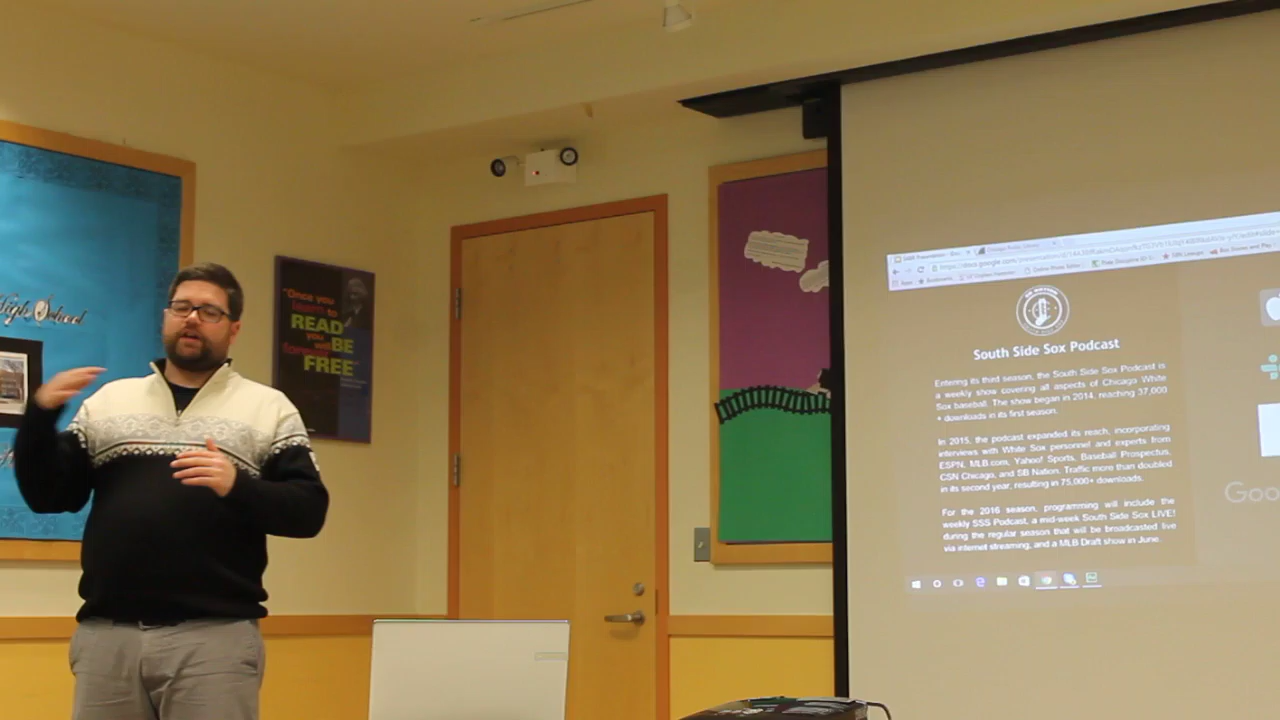 High School
"Once you
learn to
READ
you
will BE
forever
FREE"
South Side Sox Podcast
Entering its third season, the South Side Sox Podcast is
a weekly show covering all aspects of Chicago White
Sox baseball. The show began in 2014, reaching 37,000
+ downloads in its first season.
In 2015, the podcast expanded its reach, incorporating
interviews with White Sox personnel and experts from
ESPN, MLB.com, Yahoo! Sports, Baseball Prospectus,
CSN Chicago, and SB Nation. Traffic more than doubled
in its second year, resulting in 75,000+ downloads.
For the 2016 season, programming will include the
weekly SSS Podcast, a mid-week South Side Sox LIVE!
during the regular season that will be broadcasted live
via internet streaming, and a MLB Draft show in June.
Goo